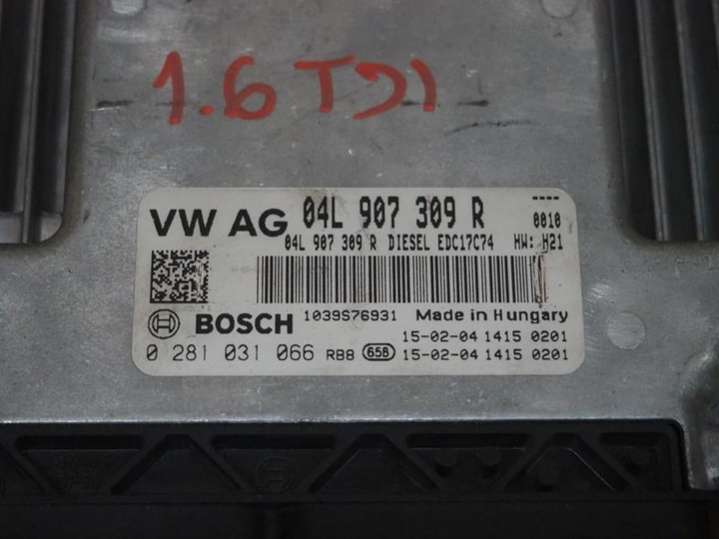 1.6 TDI
VW AG 04L 907 309 R ----
0010
04L 907 309 R DIESEL EDC17C74 HW: H21
BOSCH 1039S76931 Made in Hungary
15-02-04 1415 0201
0 281 031 066 RB8 658 15-02-04 1415 0201